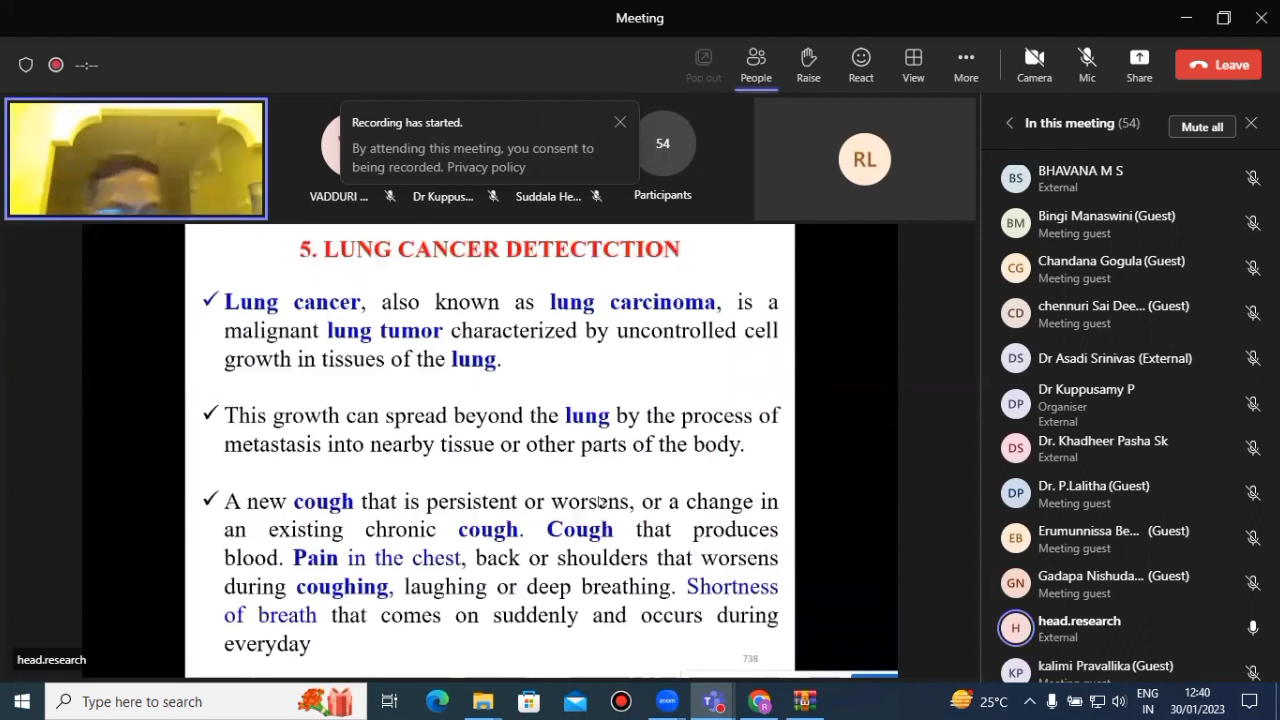 Meeting
--:--
Pop out
People
Raise
React
View
More
Camera
Mic
Share
Leave
Recording has started.
By attending this meeting, you consent to
being recorded. Privacy policy
VADDURI ...
Dr Kuppus...
Suddala He...
54
Participants
RL
In this meeting (54)
Mute all
BS
BHAVANA M S
External
BM
Bingi Manaswini (Guest)
Meeting guest
CG
Chandana Gogula (Guest)
Meeting guest
CD
chennuri Sai Dee... (Guest)
Meeting guest
DS
Dr Asadi Srinivas (External)
DP
Dr Kuppusamy P
Organiser
External
DS
Dr. Khadheer Pasha Sk
External
DP
Dr. P.Lalitha (Guest)
Meeting guest
EB
Erumunnissa Be... (Guest)
Meeting guest
GN
Gadapa Nishuda... (Guest)
Meeting guest
H
head.research
External
KP
kalimi Pravallika (Guest)
5. LUNG CANCER DETECTCTION
✓ Lung cancer, also known as lung carcinoma, is a
malignant lung tumor characterized by uncontrolled cell
growth in tissues of the lung.
✓ This growth can spread beyond the lung by the process of
metastasis into nearby tissue or other parts of the body.
✓ A new cough that is persistent or worsens, or a change in
an existing chronic cough. Cough that produces
blood. Pain in the chest, back or shoulders that worsens
during coughing, laughing or deep breathing. Shortness
of breath that comes on suddenly and occurs during
everyday
738
head.research
Type here to search
zoom
25°C
ENG
IN
12:40
30/01/2023